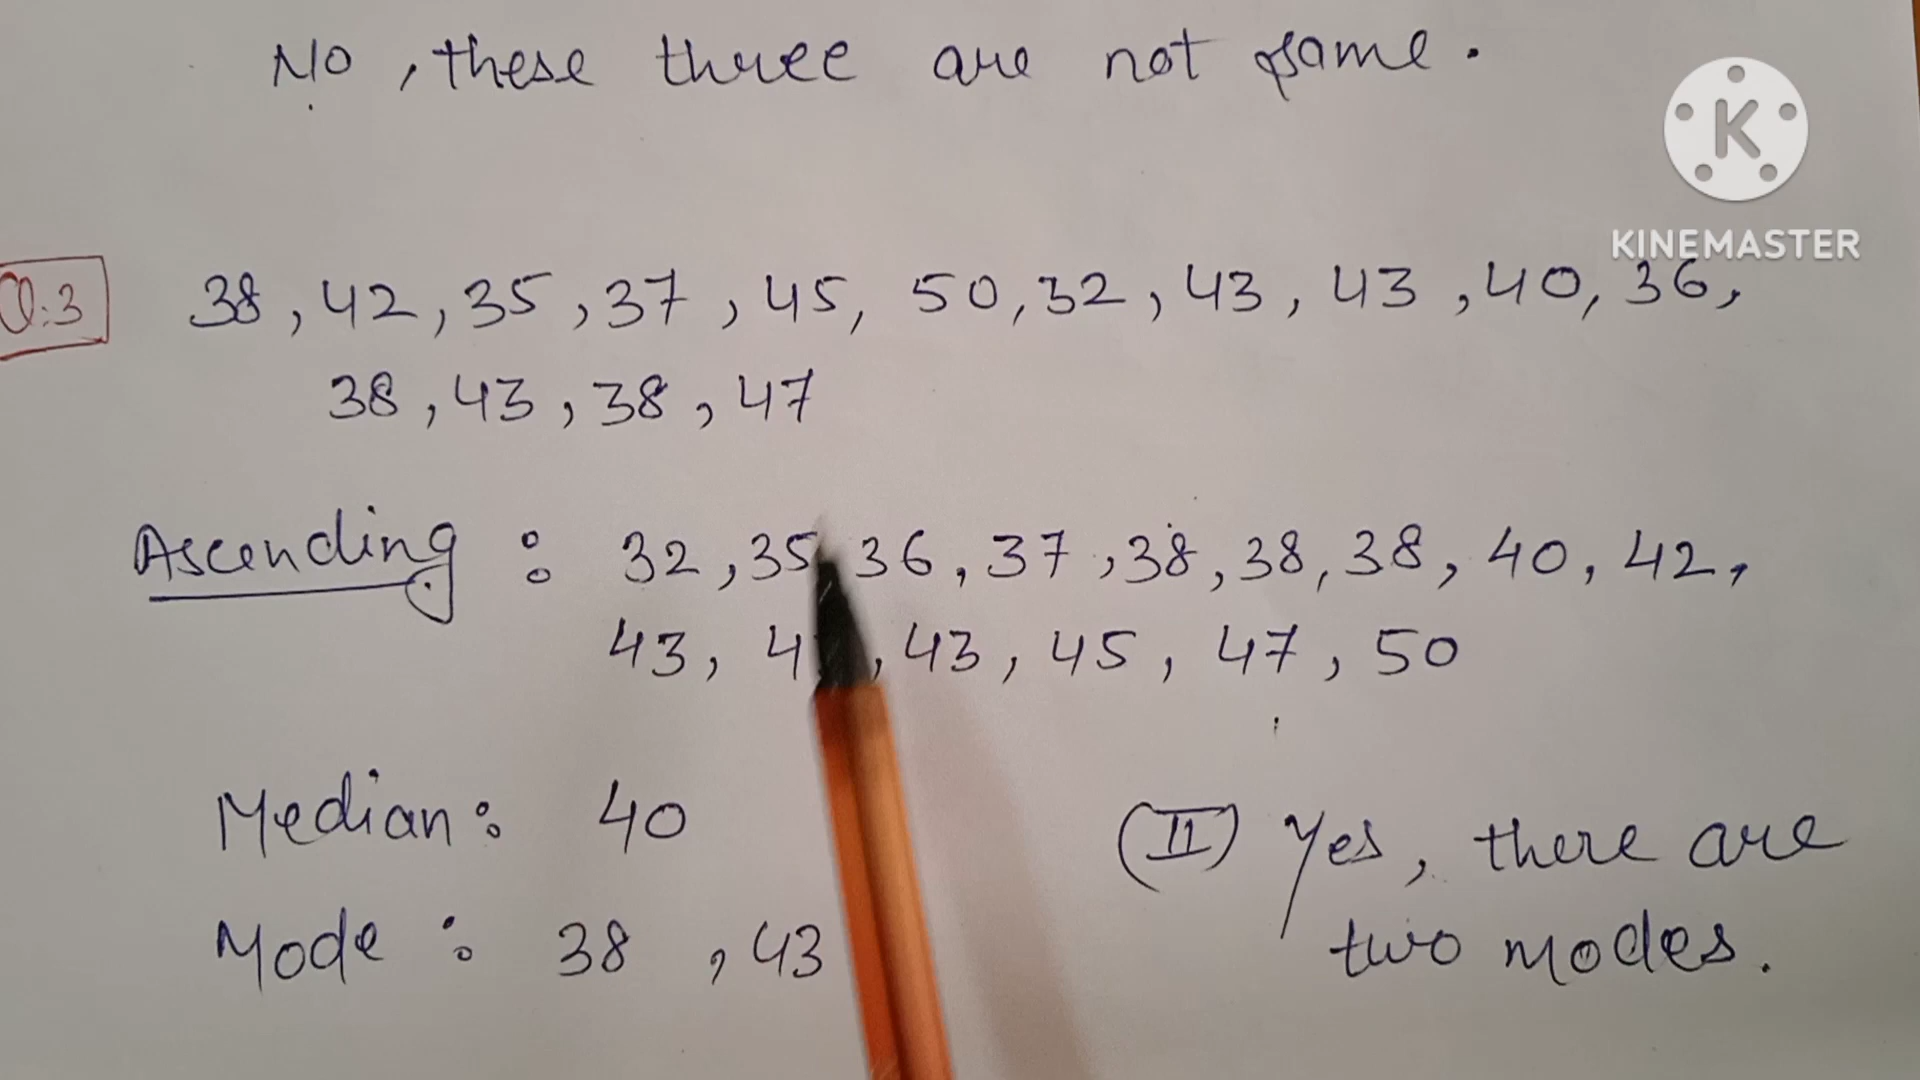 No, these three are not same.
KINEMASTER
Q.3 38, 42, 35, 37, 45, 50, 32, 43, 43, 40, 36,
38, 43, 38, 47
Ascending : 32, 35 36, 37, 38, 38, 38, 40, 42,
43, 4 , 43, 45, 47, 50
Median : 40
(II) Yes, there are
Mode : 38, 43
two modes.